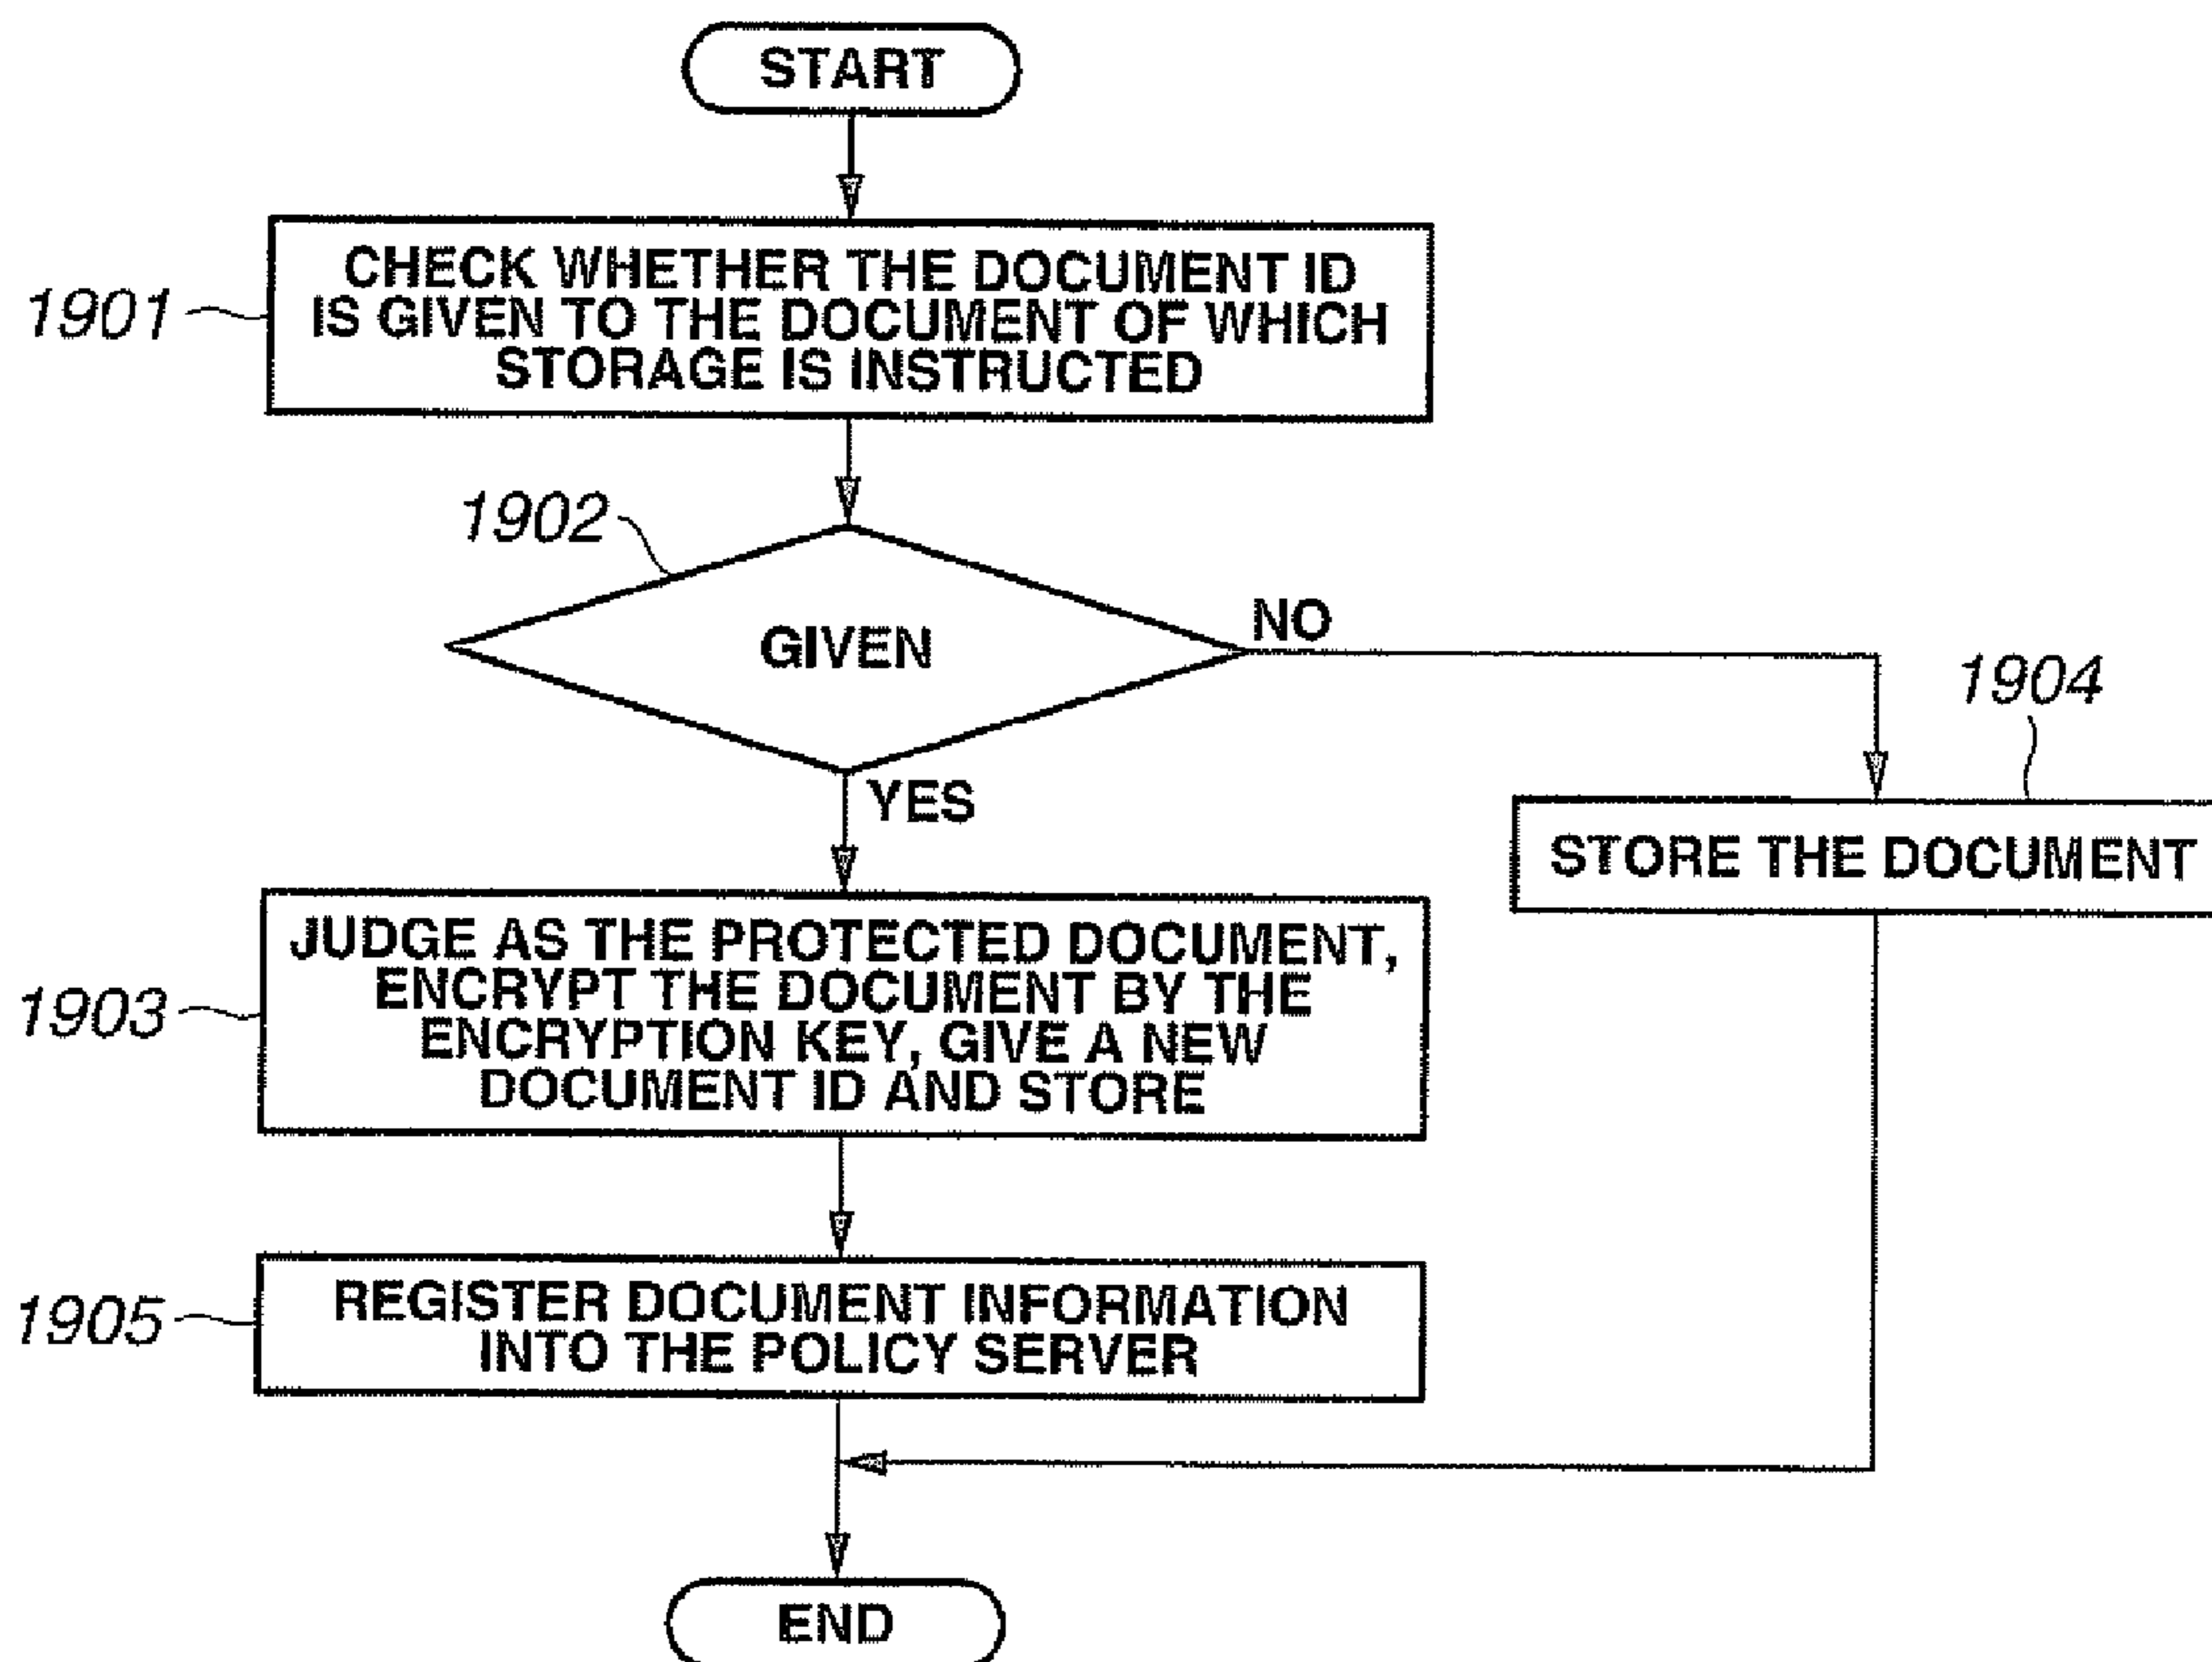 START
1901
CHECK WHETHER THE DOCUMENT ID
IS GIVEN TO THE DOCUMENT OF WHICH
STORAGE IS INSTRUCTED
1902
GIVEN
NO
YES
1904
STORE THE DOCUMENT
1903
JUDGE AS THE PROTECTED DOCUMENT,
ENCRYPT THE DOCUMENT BY THE
ENCRYPTION KEY, GIVE A NEW
DOCUMENT ID AND STORE
1905
REGISTER DOCUMENT INFORMATION
INTO THE POLICY SERVER
END